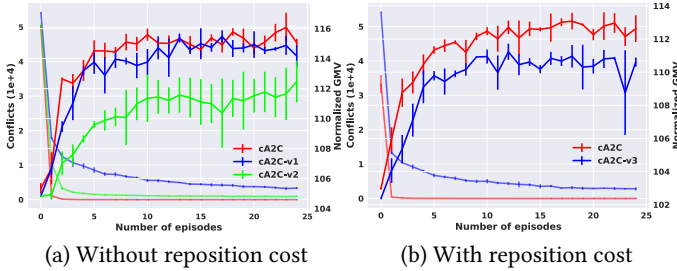 5
4
3
2
1
0
Conflicts (1e+4)
116
114
112
110
108
106
104
Normalized GMV
cA2C
cA2C-v1
cA2C-v2
0 5 10 15 20 25
Number of episodes
(a) Without reposition cost
5
4
3
2
1
0
Conflicts (1e+4)
114
112
110
108
106
104
102
Normalized GMV
cA2C
cA2C-v3
0 5 10 15 20 25
Number of episodes
(b) With reposition cost